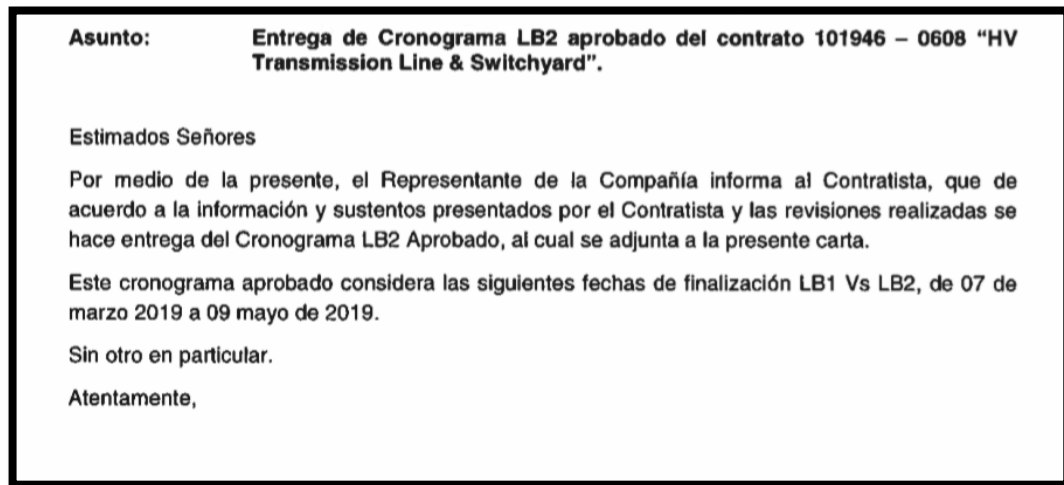 Asunto: Entrega de Cronograma LB2 aprobado del contrato 101946 – 0608 “HV
Transmission Line & Switchyard”.
Estimados Señores
Por medio de la presente, el Representante de la Compañía informa al Contratista, que de
acuerdo a la información y sustentos presentados por el Contratista y las revisiones realizadas se
hace entrega del Cronograma LB2 Aprobado, al cual se adjunta a la presente carta.
Este cronograma aprobado considera las siguientes fechas de finalización LB1 Vs LB2, de 07 de
marzo 2019 a 09 mayo de 2019.
Sin otro en particular.
Atentamente,